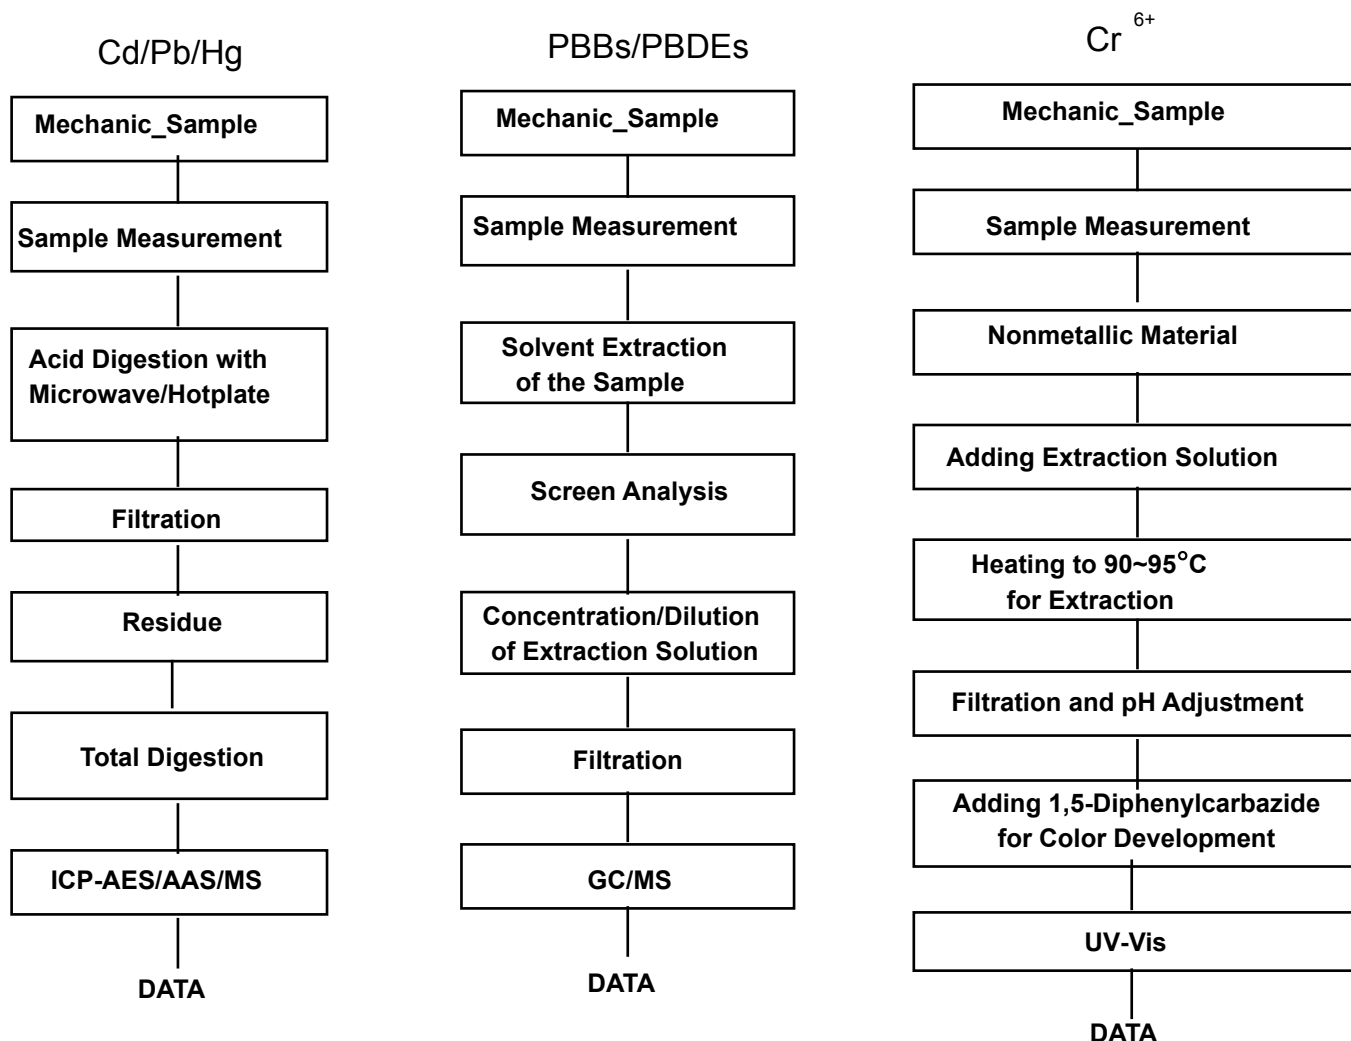 Cd/Pb/Hg
Mechanic_Sample
Sample Measurement
Acid Digestion with
Microwave/Hotplate
Filtration
Residue
Total Digestion
ICP-AES/AAS/MS
DATA
PBBs/PBDEs
Mechanic_Sample
Sample Measurement
Solvent Extraction
of the Sample
Screen Analysis
Concentration/Dilution
of Extraction Solution
Filtration
GC/MS
DATA
Cr 6+
Mechanic_Sample
Sample Measurement
Nonmetallic Material
Adding Extraction Solution
Heating to 90~95°C
for Extraction
Filtration and pH Adjustment
Adding 1,5-Diphenylcarbazide
for Color Development
UV-Vis
DATA